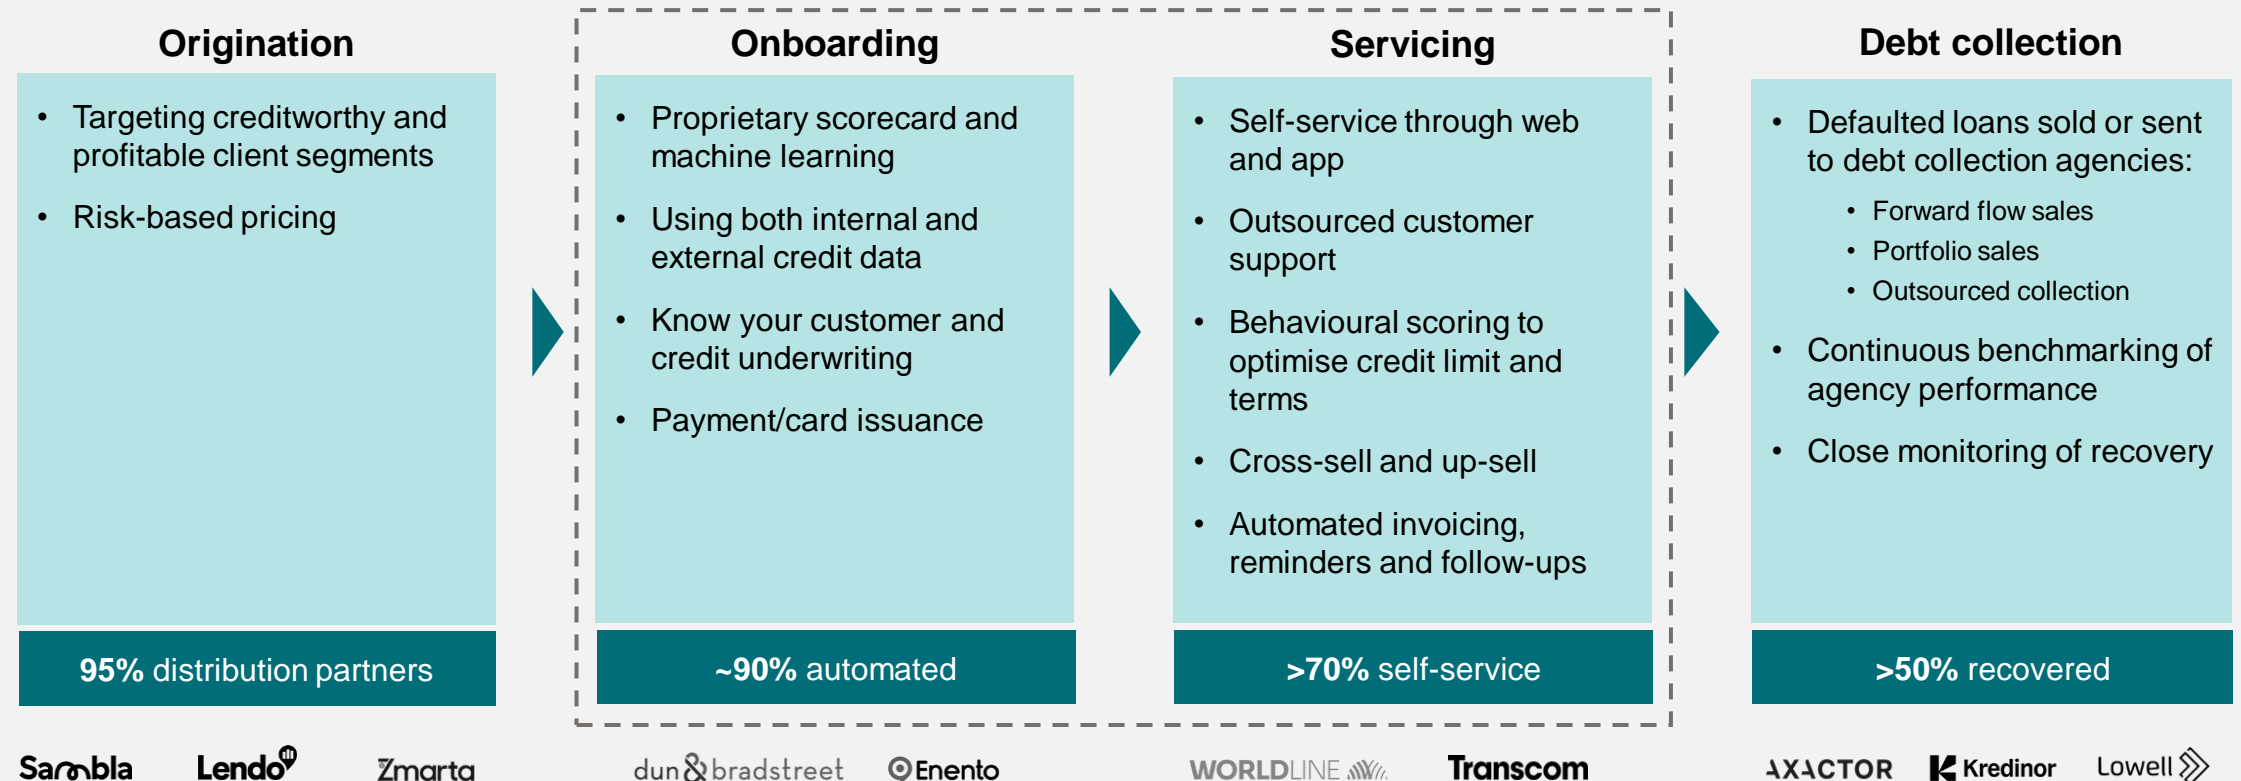 Origination
• Targeting creditworthy and
profitable client segments
• Risk-based pricing
95% distribution partners
Sambla Lendo Zmarta
Onboarding
• Proprietary scorecard and
machine learning
• Using both internal and
external credit data
• Know your customer and
credit underwriting
• Payment/card issuance
~90% automated
dun & bradstreet Enento
Servicing
• Self-service through web
and app
• Outsourced customer
support
• Behavioural scoring to
optimise credit limit and
terms
• Cross-sell and up-sell
• Automated invoicing,
reminders and follow-ups
>70% self-service
WORLDLINE Transcom
Debt collection
• Defaulted loans sold or sent
to debt collection agencies:
• Forward flow sales
• Portfolio sales
• Outsourced collection
• Continuous benchmarking of
agency performance
• Close monitoring of recovery
>50% recovered
AXACTOR Kredinor Lowell